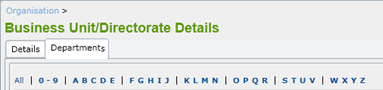 Organisation >
Business Unit/Directorate Details
Details Departments
All | 0 - 9 | A B C D E | F G H I J | K L M N | O P Q R | S T U V | W X Y Z